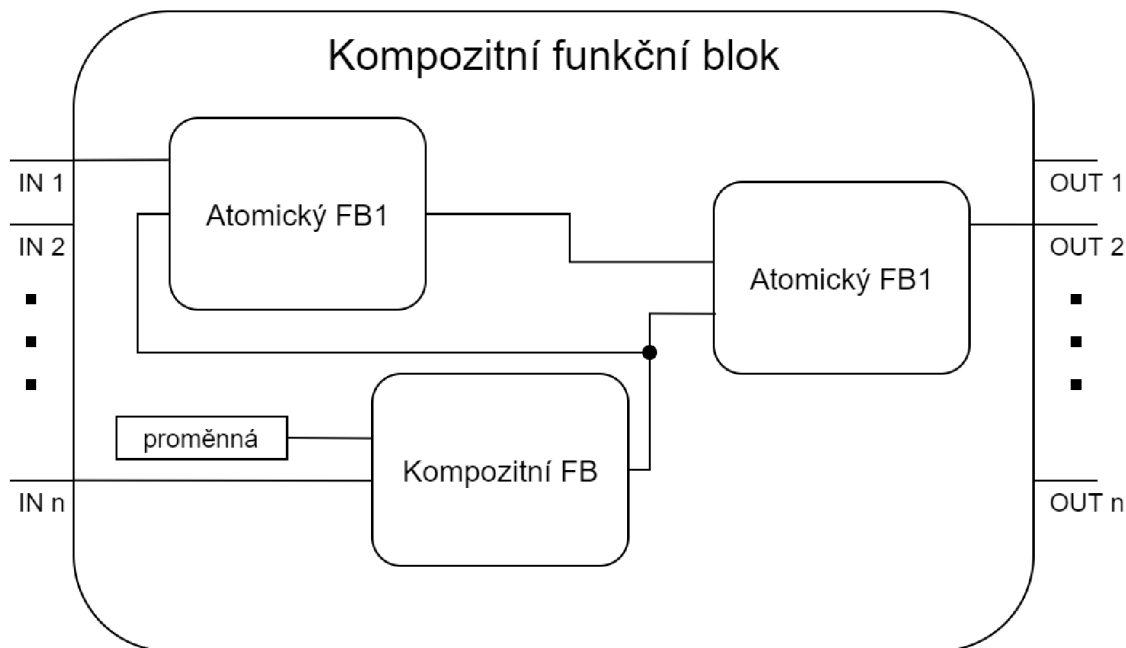 Kompozitní funkční blok
IN 1
Atomický FB1
OUT 1
IN 2
OUT 2
Atomický FB1
proměnná
Kompozitní FB
IN n
OUT n